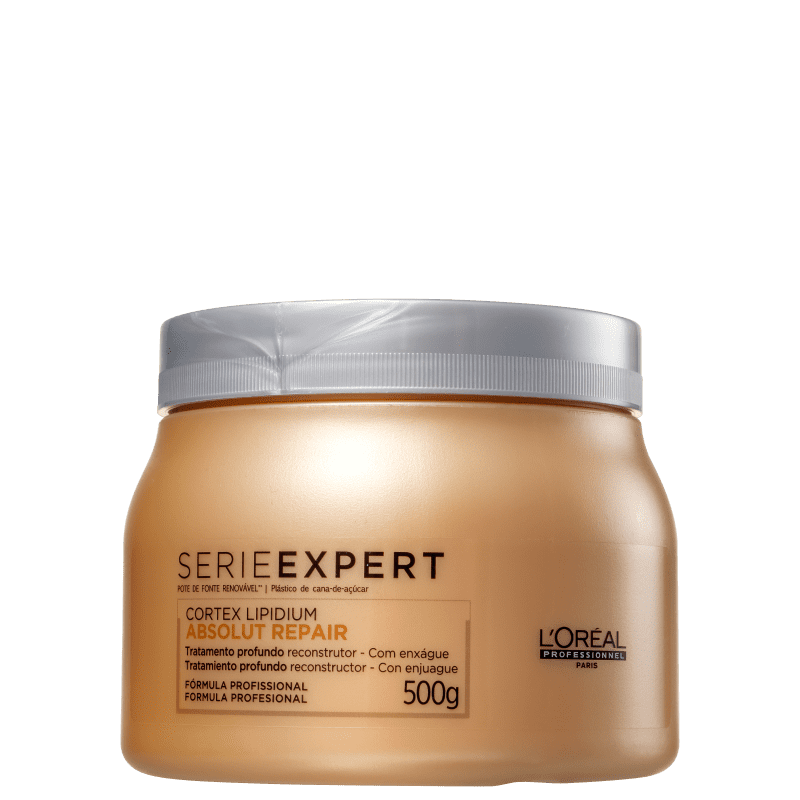 SERIEEXPERT
POTE DE FONTE RENOVÁVEL** | Plástico de cana-de-açúcar
CORTEX LIPIDIUM
ABSOLUT REPAIR
Tratamento profundo reconstrutor - Com enxágue
Tratamiento profundo reconstructor - Con enjuague
FÓRMULA PROFISSIONAL
FORMULA PROFESIONAL
500g
L'ORÉAL
PROFESSIONNEL
PARIS